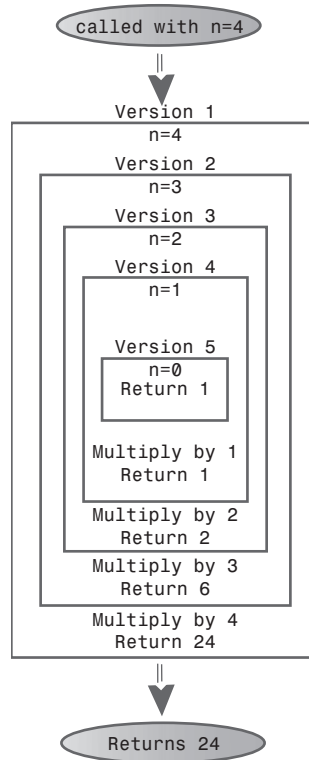 called with n=4
Version 1
n=4
Version 2
n=3
Version 3
n=2
Version 4
n=1
Version 5
n=0
Return 1
Multiply by 1
Return 1
Multiply by 2
Return 2
Multiply by 3
Return 6
Multiply by 4
Return 24
Returns 24